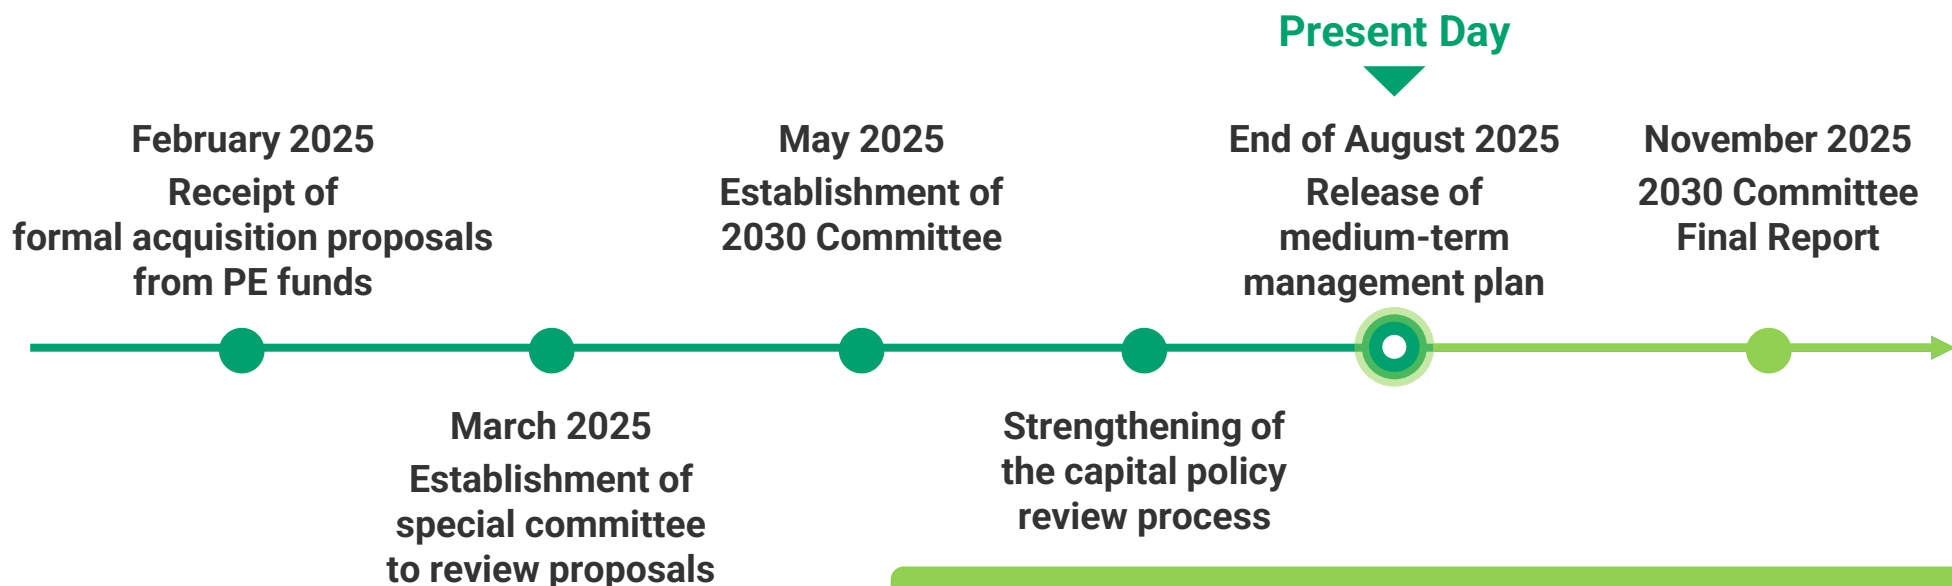 Present Day
February 2025
Receipt of
formal acquisition proposals
from PE funds
March 2025
Establishment of
special committee
to review proposals
May 2025
Establishment of
2030 Committee
Strengthening of
the capital policy
review process
End of August 2025
Release of
medium-term
management plan
November 2025
2030 Committee
Final Report